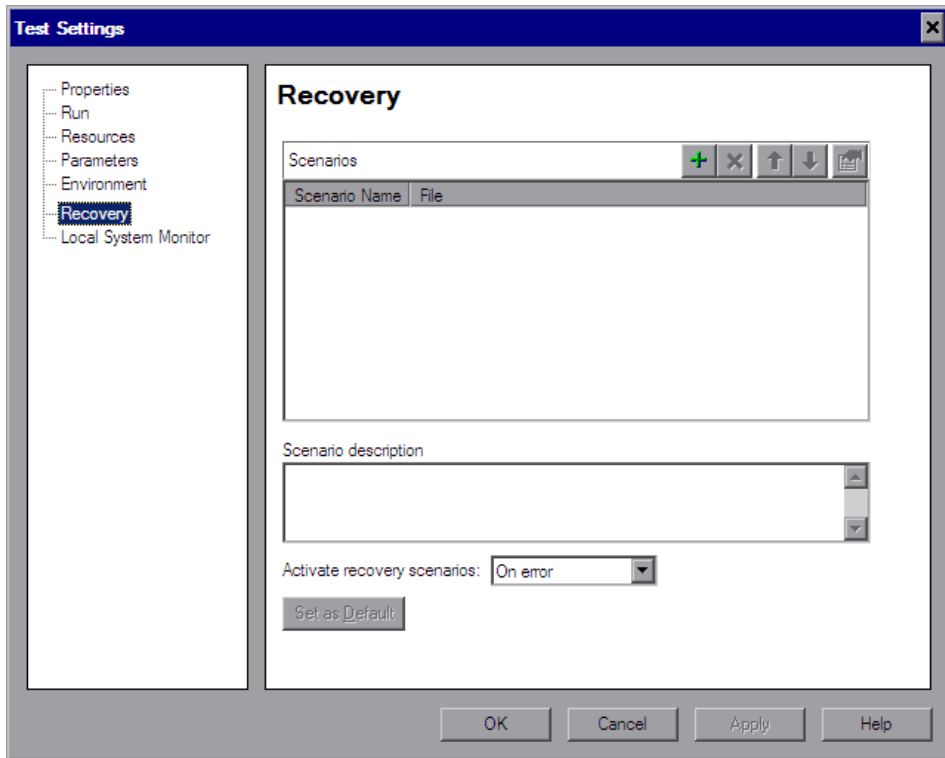 Test Settings
Properties
Run
Resources
Parameters
Environment
Recovery
Local System Monitor
Recovery
Scenarios
Scenario Name File
Scenario description
Activate recovery scenarios: On error
Set as Default
OK Cancel Apply Help